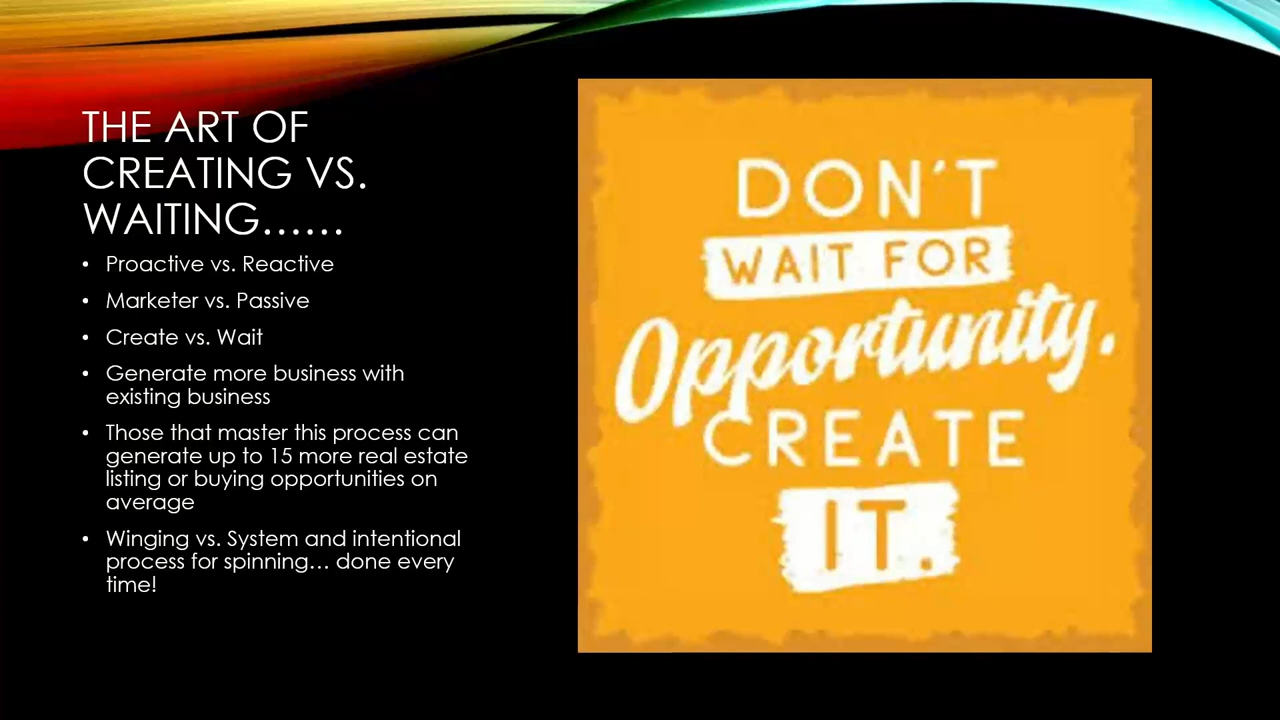 THE ART OF
CREATING VS.
WAITING……
• Proactive vs. Reactive
• Marketer vs. Passive
• Create vs. Wait
• Generate more business with
existing business
• Those that master this process can
generate up to 15 more real estate
listing or buying opportunities on
average
• Winging vs. System and intentional
process for spinning… done every
time!
DON'T
WAIT FOR
Opportunity.
CREATE
IT.